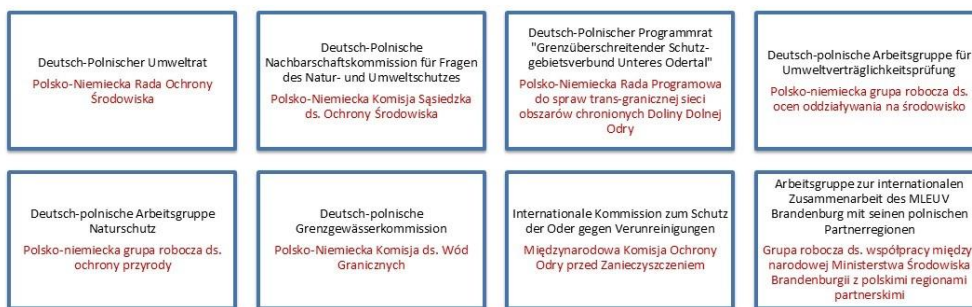 Deutsch-Polnischer Umweltrat
Polsko-Niemiecka Rada Ochrony
Środowiska
Deutsch-Polnische
Nachbarschaftskommission für Fragen
des Natur- und Umweltschutzes
Polsko-Niemiecka Komisja Sąsiedzka
ds. Ochrony Środowiska
Deutsch-Polnischer Programmrat
"Grenzüberschreitender Schutz-
gebietsverbund Unteres Odertal"
Polsko-Niemiecka Rada Programowa
do spraw trans-granicznej sieci
obszarów chronionych Doliny Dolnej
Odry
Deutsch-polnische Arbeitsgruppe für
Umweltverträglichkeitsprüfung
Polsko-niemiecka grupa robocza ds.
ocen oddziaływania na środowisko
Deutsch-polnische Arbeitsgruppe
Naturschutz
Polsko-niemiecka grupa robocza ds.
ochrony przyrody
Deutsch-polnische
Grenzgewässerkommission
Polsko-Niemiecka Komisja ds. Wód
Granicznych
Internationale Kommission zum Schutz
der Oder gegen Verunreinigungen
Międzynarodowa Komisja Ochrony
Odry przed Zanieczyszczeniem
Arbeitsgruppe zur internationalen
Zusammenarbeit des MLEUV
Brandenburg mit seinen polnischen
Partnerregionen
Grupa robocza ds. współpracy między
narodowej Ministerstwa Środowiska
Brandenburgii z polskimi regionami
partnerskimi